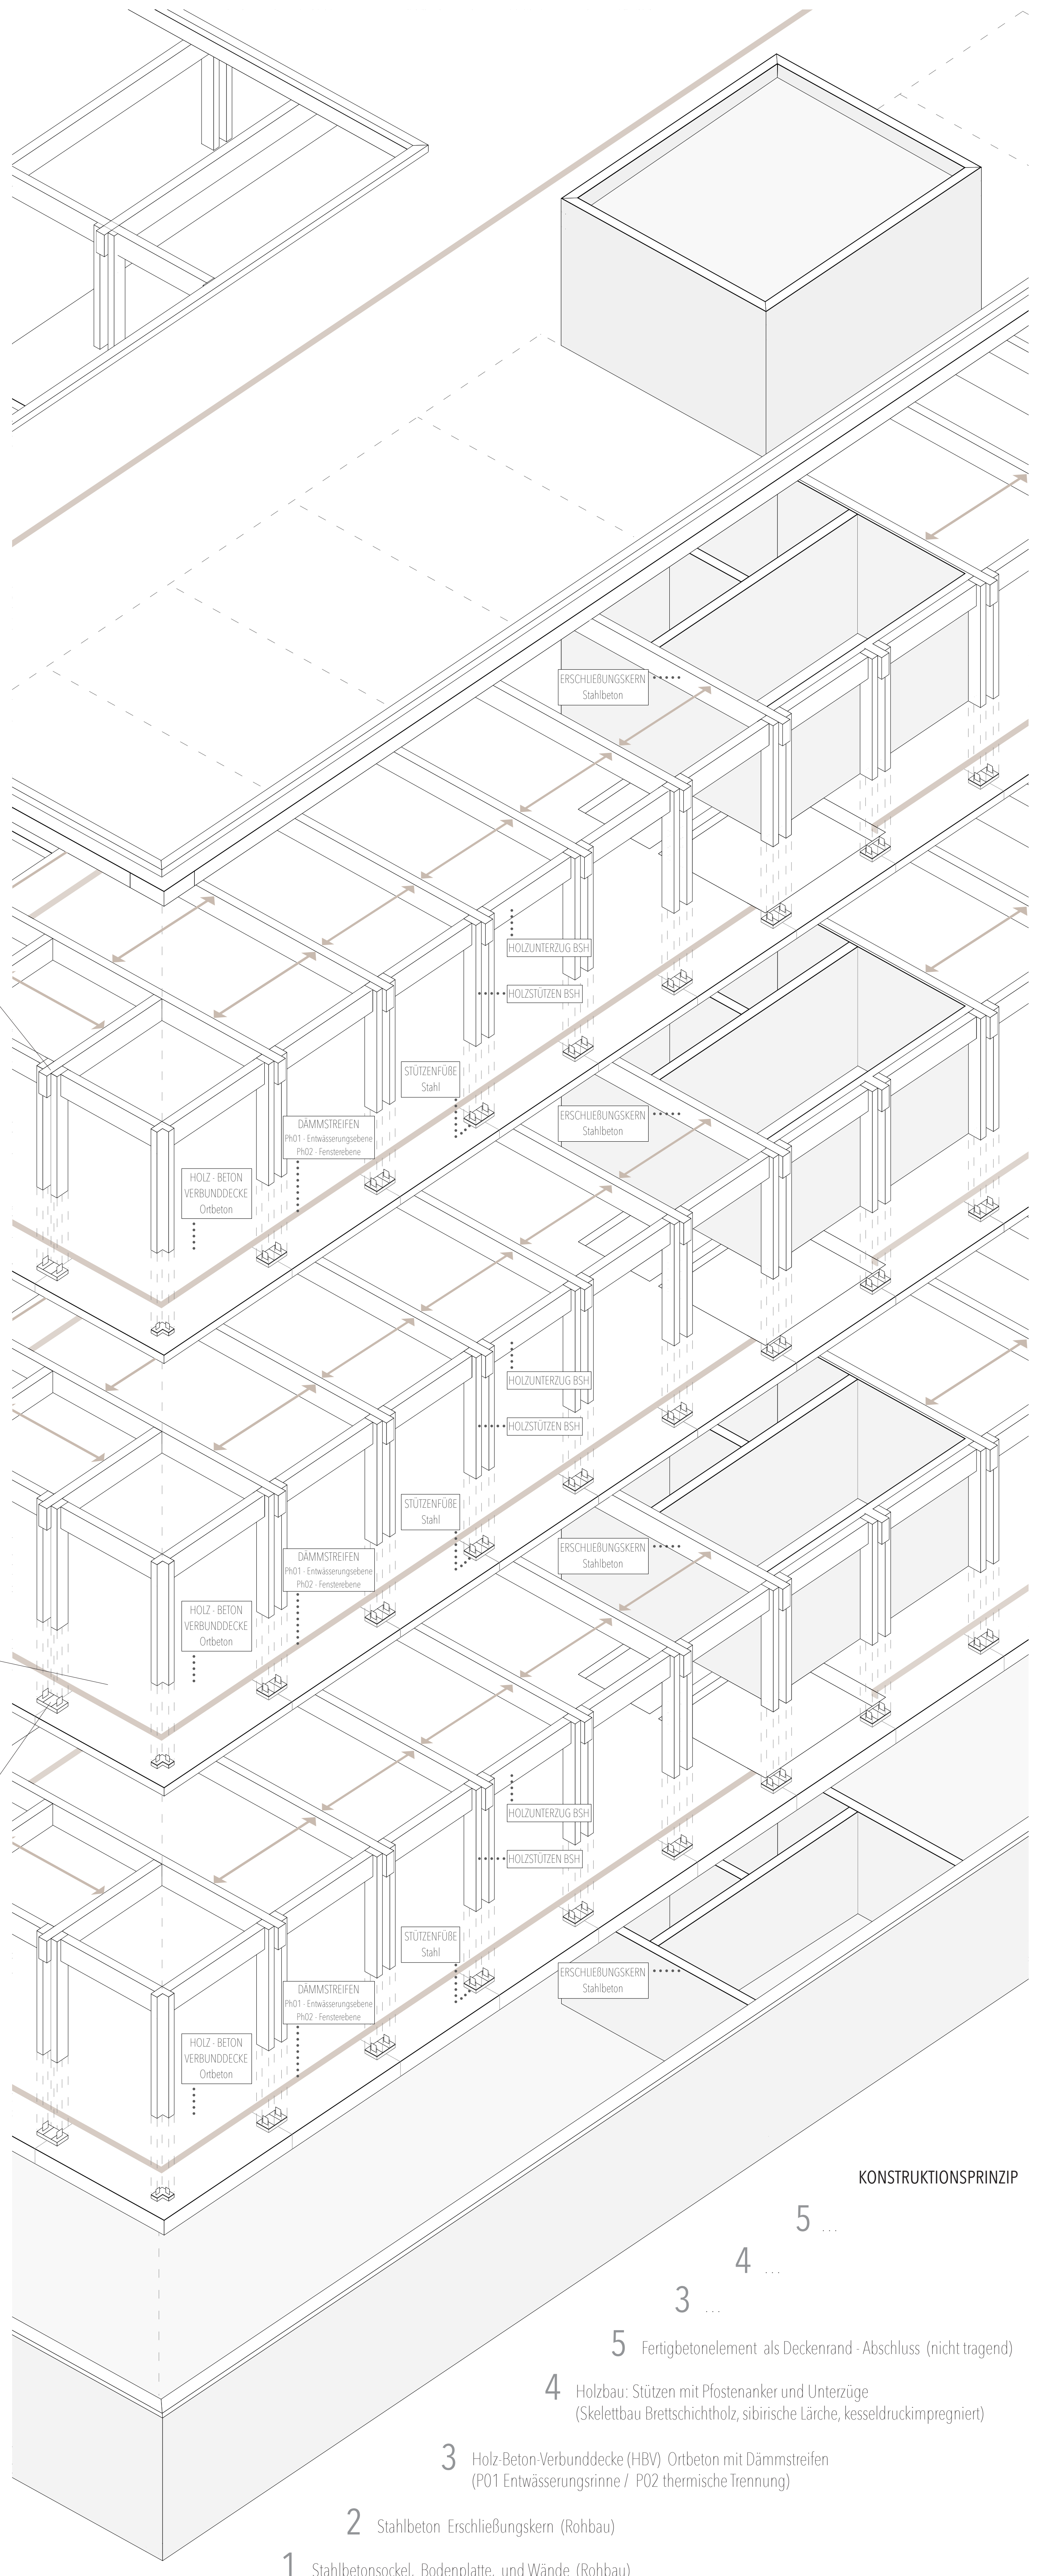 ERSCHLIEßUNGSKERN
Stahlbeton
HOLZUNTERZUG BSH
HOLZSTÜTZEN BSH
STÜTZENFÜßE
Stahl
DÄMMSTREIFEN
Ph01 - Entwässerungsebene
Ph02 - Fensterebene
HOLZ - BETON
VERBUNDDECKE
Ortbeton
ERSCHLIEßUNGSKERN
Stahlbeton
HOLZUNTERZUG BSH
HOLZSTÜTZEN BSH
STÜTZENFÜßE
Stahl
DÄMMSTREIFEN
Ph01 - Entwässerungsebene
Ph02 - Fensterebene
HOLZ - BETON
VERBUNDDECKE
Ortbeton
ERSCHLIEßUNGSKERN
Stahlbeton
HOLZUNTERZUG BSH
HOLZSTÜTZEN BSH
STÜTZENFÜßE
Stahl
ERSCHLIEßUNGSKERN
Stahlbeton
DÄMMSTREIFEN
Ph01 - Entwässerungsebene
Ph02 - Fensterebene
HOLZ - BETON
VERBUNDDECKE
Ortbeton
KONSTRUKTIONSPRINZIP
5 ...
4 ...
3 ...
5 Fertigbetonelement als Deckenrand - Abschluss (nicht tragend)
4 Holzbau: Stützen mit Pfostenanker und Unterzüge
(Skelettbau Brettschichtholz, sibirische Lärche, kesseldruckimpregniert)
3 Holz-Beton-Verbunddecke (HBV) Ortbeton mit Dämmstreifen
(P01 Entwässerungsrinne / P02 thermische Trennung)
2 Stahlbeton Erschließungskern (Rohbau)
1 Stahlbetonsockel, Bodenplatte, und Wände (Rohbau)